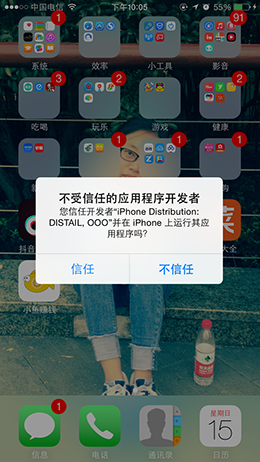 中国电信
下午10:05
55%
1
91
系统
效率
小工具
影音
3
2
2
吃喝
玩乐
游戏
健康
1
1
1
不受信任的应用程序开发者
您信任开发者“iPhone Distribution:
DISTAIL, OOO”并在 iPhone 上运行其应
用程序吗?
信任
不信任
抖音
菜
大全
小鱼赚钱
1
星期日
15
信息
电话
通讯录
日历